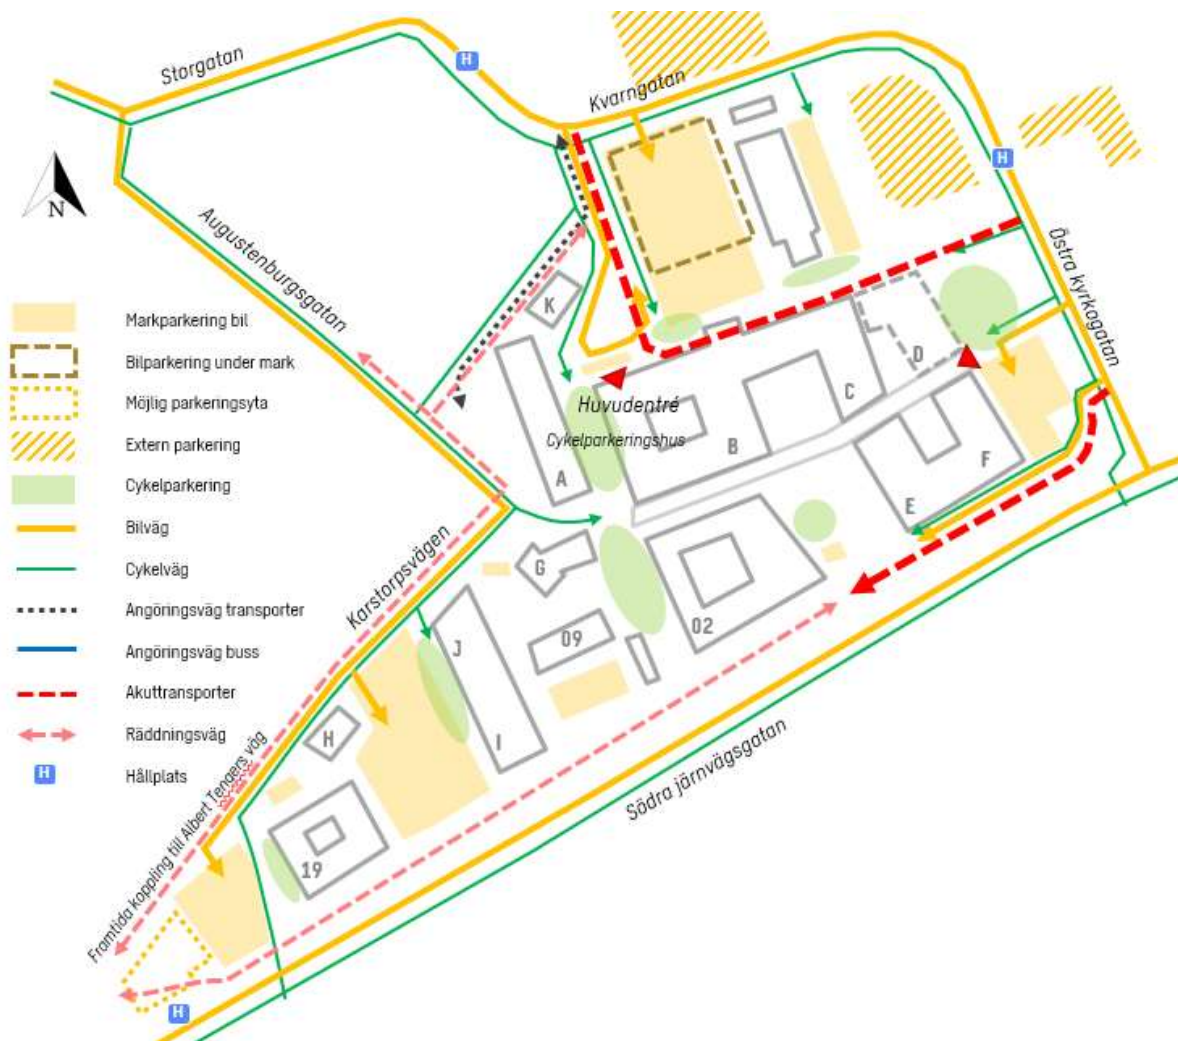 Storgatan
H
Kvarngatan
H
N
Augustenburgsgatan
Östra kyrkogatan
K
D
C
Huvudentré
Cykelparkeringshus
B
A
F
E
G
Karstorpsvägen
J
09
02
I
H
19
Södra järnvägsgatan
Framtida koppling till Albert Tengers väg
H
Markparkering bil
Bilparkering under mark
Möjlig parkeringsyta
Extern parkering
Cykelparkering
Bilväg
Cykelväg
Angöringsväg transporter
Angöringsväg buss
Akuttransporter
Räddningsväg
H
Hållplats